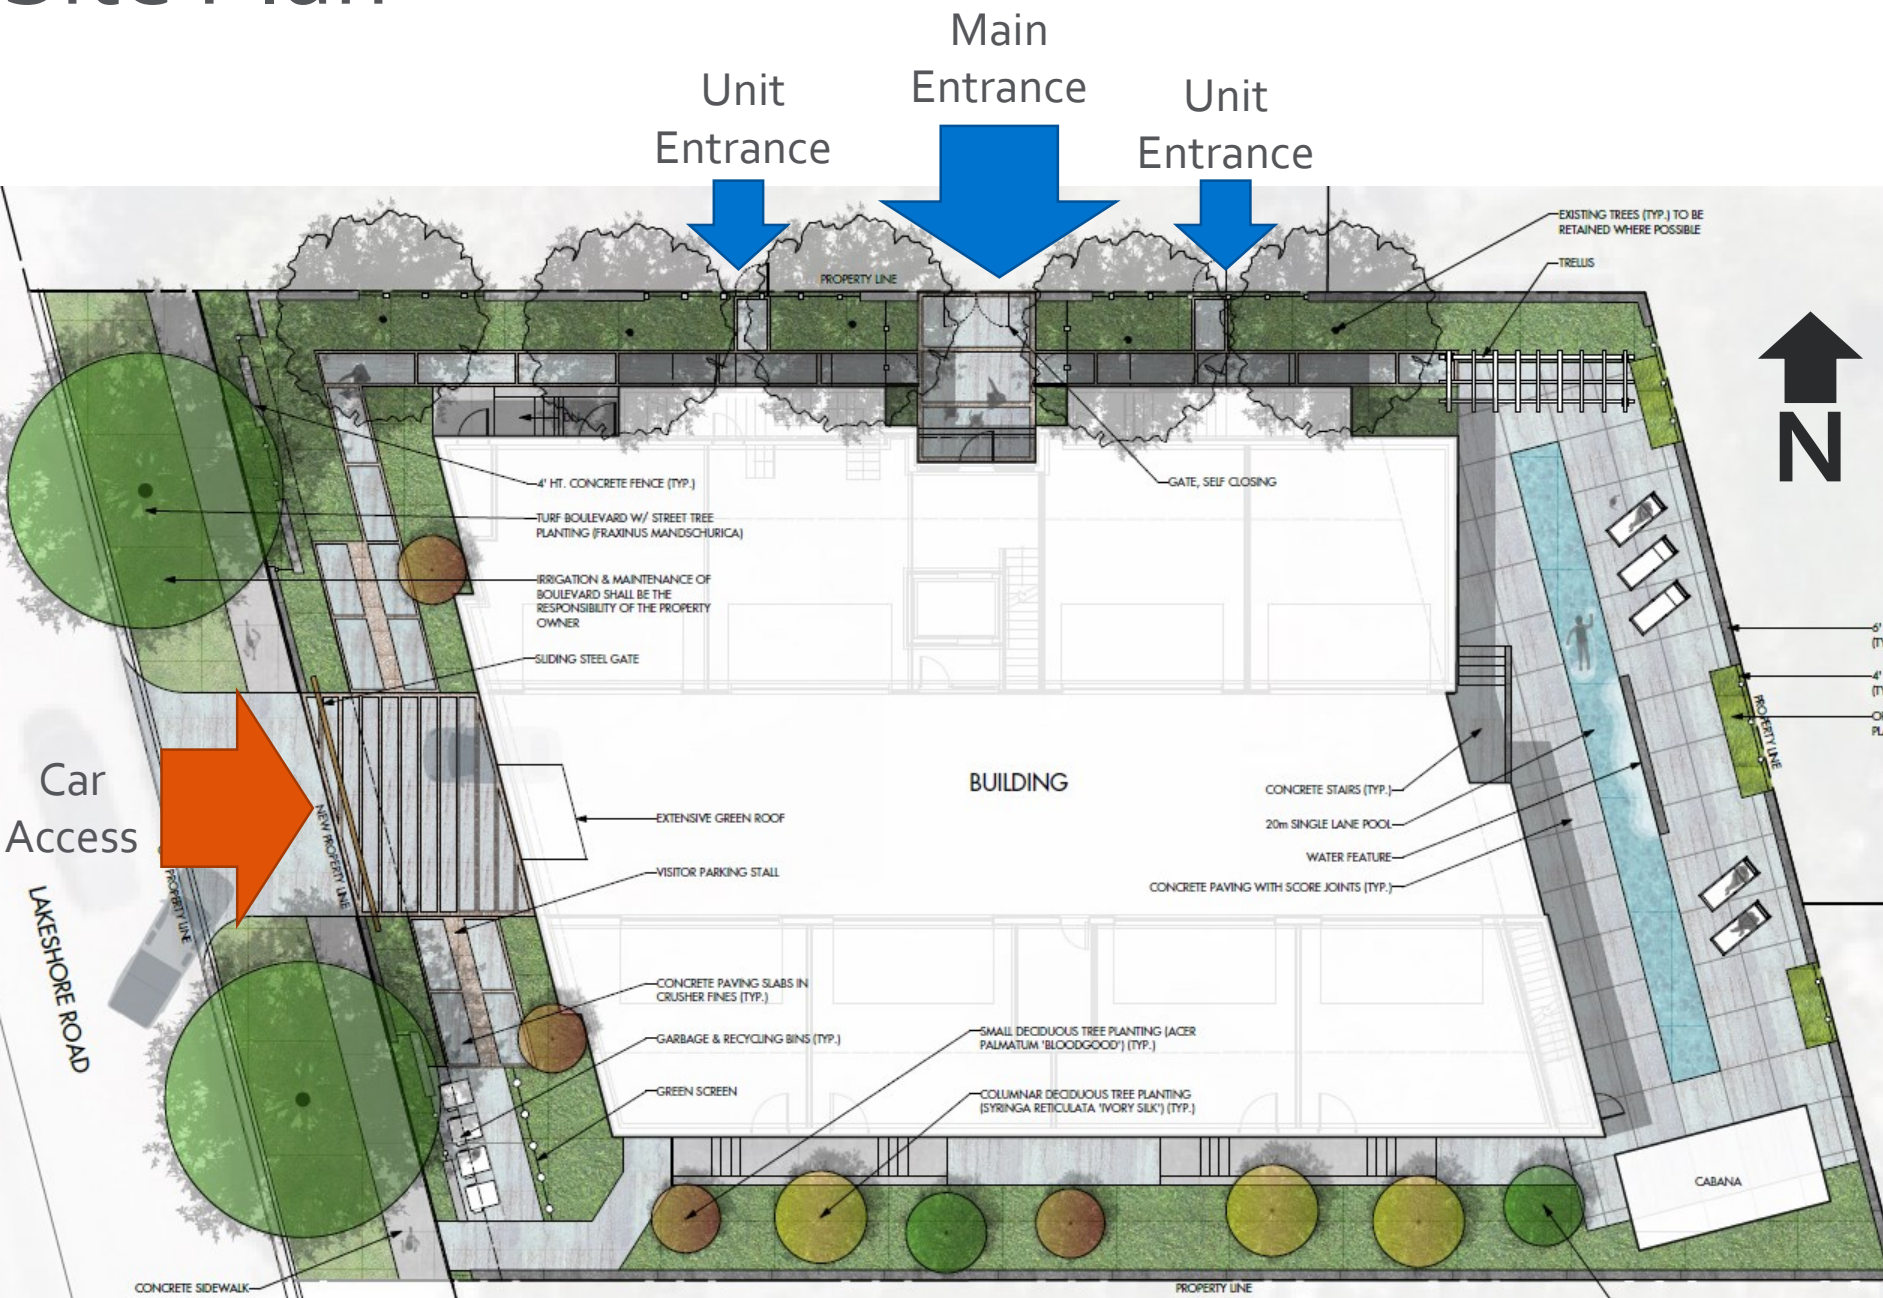 Site Plan
Main
Entrance
Unit
Entrance
Unit
Entrance
EXISTING TREES (TYP.) TO BE
RETAINED WHERE POSSIBLE
TRELLIS
PROPERTY LINE
N
4' HT. CONCRETE FENCE (TYP.)
GATE, SELF CLOSING
TURF BOULEVARD W/ STREET TREE
PLANTING (FRAXINUS MANDSCHURICA)
IRRIGATION & MAINTENANCE OF
BOULEVARD SHALL BE THE
RESPONSIBILITY OF THE PROPERTY
OWNER
SLIDING STEEL GATE
6'
4'
PROPERTY LINE
Car
Access
NEW PROPERTY LINE
PROPERTY LINE
LAKESHORE ROAD
BUILDING
EXTENSIVE GREEN ROOF
VISITOR PARKING STALL
CONCRETE STAIRS (TYP.)
20m SINGLE LANE POOL
WATER FEATURE
CONCRETE PAVING WITH SCORE JOINTS (TYP.)
CONCRETE PAVING SLABS IN
CRUSHER FINES (TYP.)
GARBAGE & RECYCLING BINS (TYP.)
GREEN SCREEN
SMALL DECIDUOUS TREE PLANTING (ACER
PALMATUM 'BLOODGOOD') (TYP.)
COLUMNAR DECIDUOUS TREE PLANTING
(SYRINGA RETICULATA 'IVORY SILK') (TYP.)
CABANA
CONCRETE SIDEWALK
PROPERTY LINE